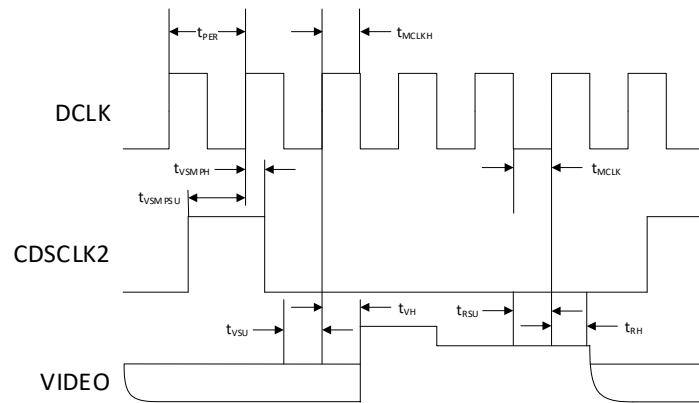 tPER
tMCLKH
DCLK
tVSMPH
tMCLK
tVSMPSU
CDSCLK2
tVH
tRSU
tVSU
tRH
VIDEO